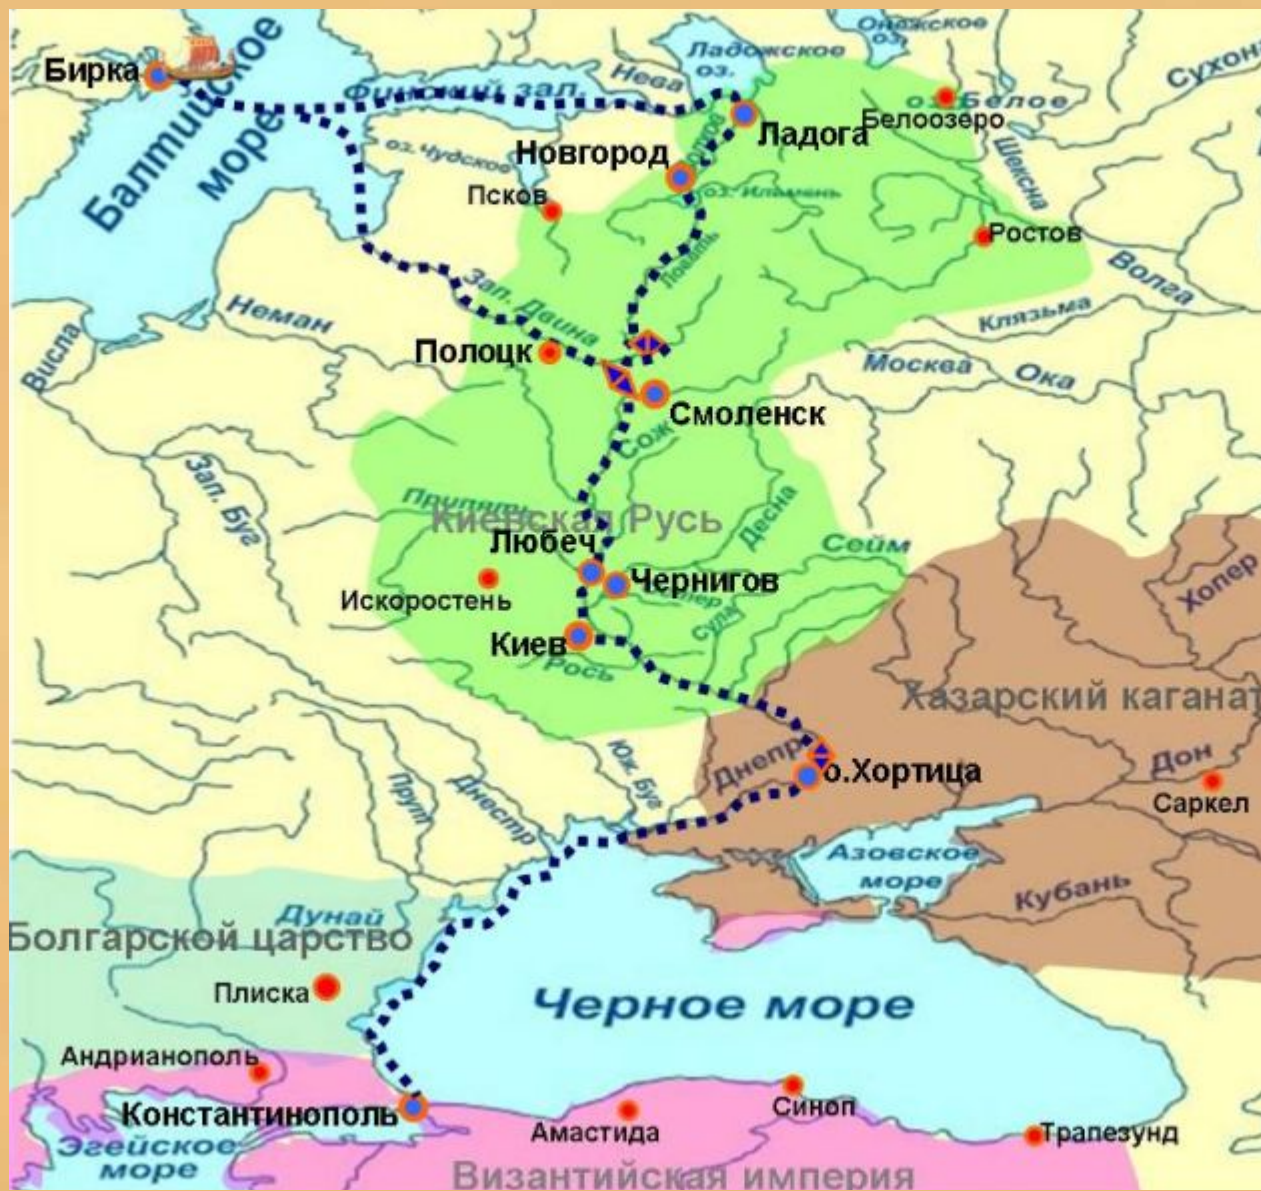 Онежское
оз.
Ладожское
оз.
Сухона
Бирка
Нева
Финский зал.
оз. Белое
Белоозеро
Ладога
Волхов
Балтийское
море
оз. Чудское
Новгород
Шексна
Псков
оз. Ильмень
Ростов
Ловать
Волга
Зап. Двина
Неман
Клязьма
Висла
Полоцк
Москва
Ока
Смоленск
Сож
Зап. Буг
Припять
Киевская Русь
Десна
Любеч
Сейм
Чернигов
Хопер
Искоростень
Сула
Киев
Рось
Хазарский каганат
Днепр
Юж. Буг
Дон
о.Хортица
Прут
Днестр
Саркел
Азовское
море
Кубань
Дунай
Болгарской царство
Плиска
Черное море
Андрианополь
Константинополь
Синоп
Амастида
Трапезунд
Эгейское
море
Византийская империя